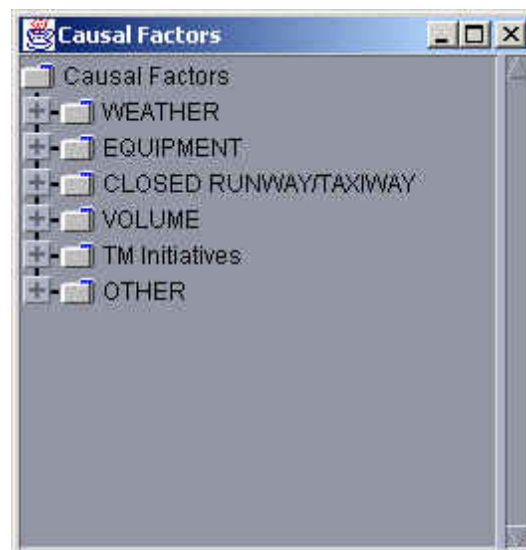 Causal Factors
Causal Factors
WEATHER
EQUIPMENT
CLOSED RUNWAY/TAXIWAY
VOLUME
TM Initiatives
OTHER